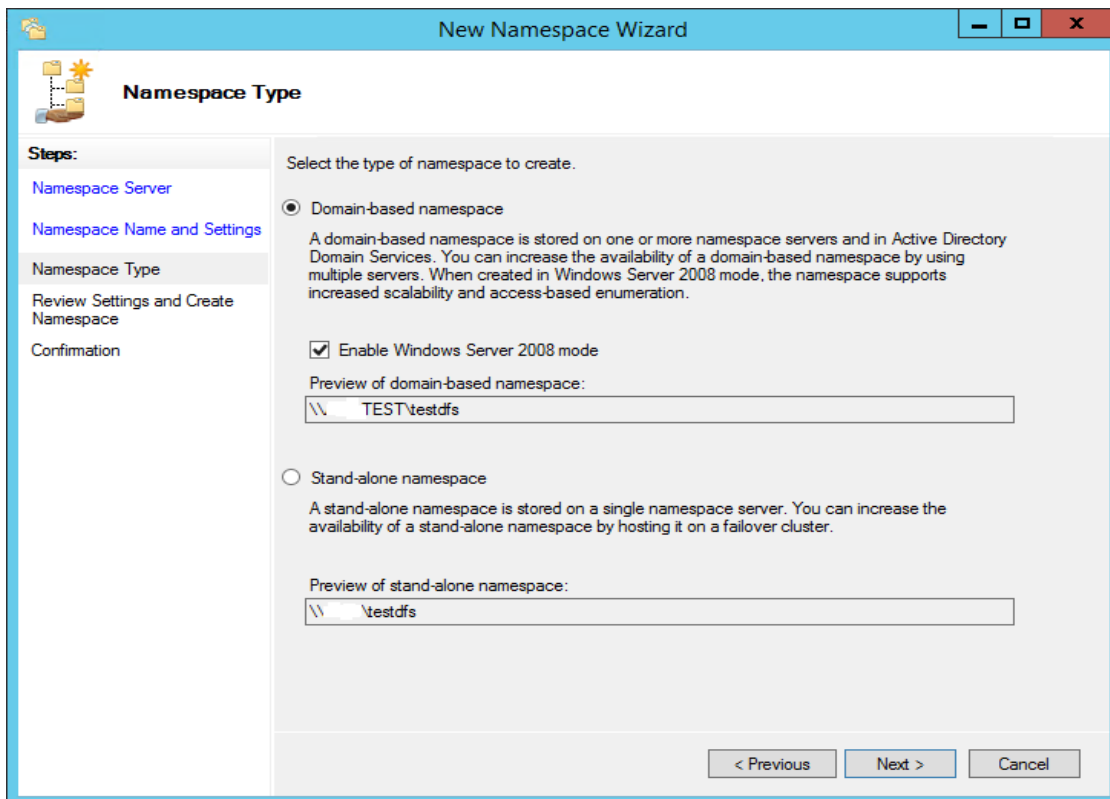 New Namespace Wizard
Namespace Type
Steps:
Namespace Server
Namespace Name and Settings
Namespace Type
Review Settings and Create
Namespace
Confirmation
Select the type of namespace to create.
Domain-based namespace
A domain-based namespace is stored on one or more namespace servers and in Active Directory
Domain Services. You can increase the availability of a domain-based namespace by using
multiple servers. When created in Windows Server 2008 mode, the namespace supports
increased scalability and access-based enumeration.
Enable Windows Server 2008 mode
Preview of domain-based namespace:
\\ TEST\testdfs
Stand-alone namespace
A stand-alone namespace is stored on a single namespace server. You can increase the
availability of a stand-alone namespace by hosting it on a failover cluster.
Preview of stand-alone namespace:
\\ \testdfs
< Previous
Next >
Cancel